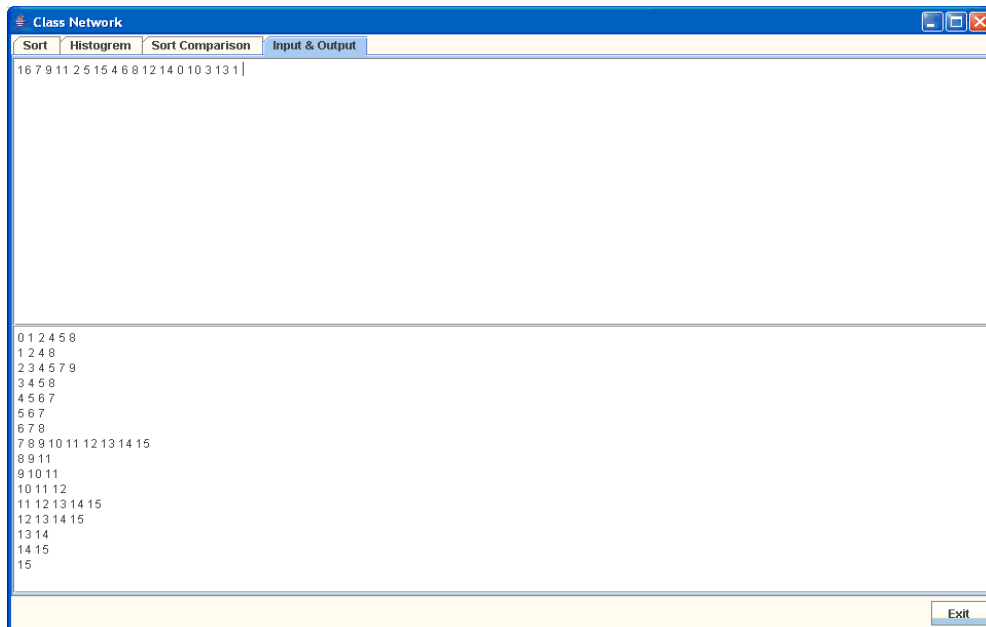 Class Network
Sort Histogrem Sort Comparison Input & Output
16 7 9 11 2 5 15 4 6 8 12 14 0 10 3 13 1
0 1 2 4 5 8
1 2 4 8
2 3 4 5 7 9
3 4 5 8
4 5 6 7
5 6 7
6 7 8
7 8 9 10 11 12 13 14 15
8 9 11
9 10 11
10 11 12
11 12 13 14 15
12 13 14 15
13 14
14 15
15
Exit